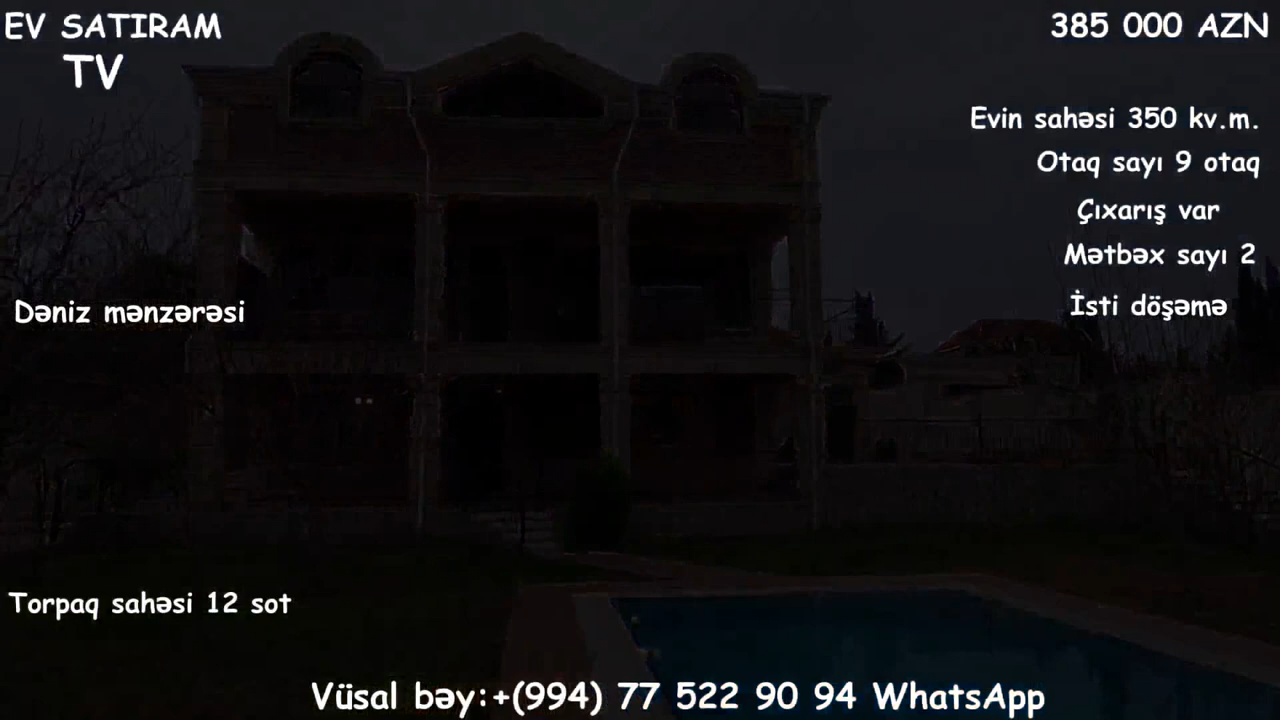 EV SATIRAM
TV
385 000 AZN
Evin sahəsi 350 kv.m.
Otaq sayı 9 otaq
Çıxarış var
Mətbəx sayı 2
Dəniz mənzərəsi
İsti döşəmə
Torpaq sahəsi 12 sot
Vüsal bəy:+(994) 77 522 90 94 WhatsApp